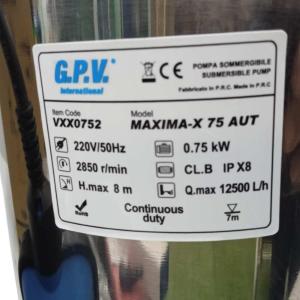 G.P.V.
International
POMPA SOMMERGIBILE
SUBMERSIBLE PUMP
Fabbricato in P.R.C. Made in P.R.C
Item Code
VXX0752
Model
MAXIMA-X 75 AUT
220V/50Hz
0.75 kW
2850 r/min
CL.B IP X8
H.max 8 m
Q.max 12500 L/h
RoHS
Continuous
duty
7m